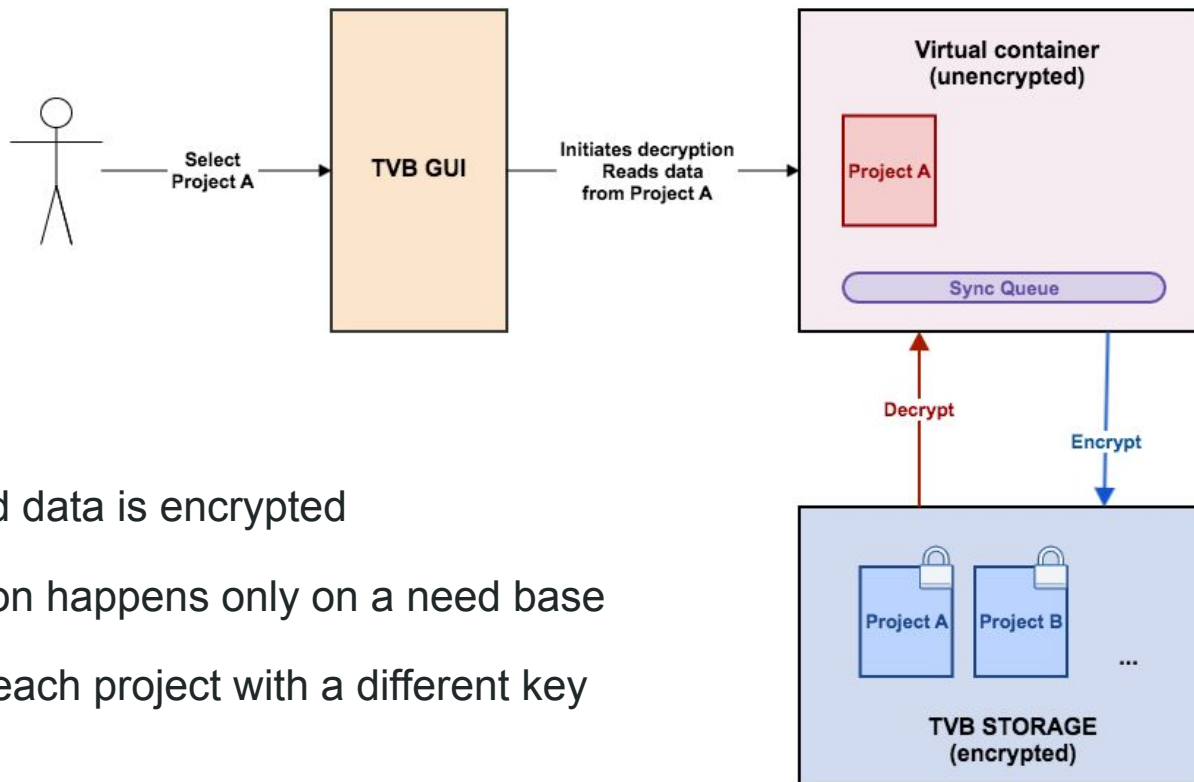 Select
Project A
TVB GUI
Initiates decryption
Reads data
from Project A
Virtual container
(unencrypted)
Project A
Sync Queue
Decrypt
Encrypt
data is encrypted
happens only on a need base
each project with a different key
Project A
Project B
...
TVB STORAGE
(encrypted)